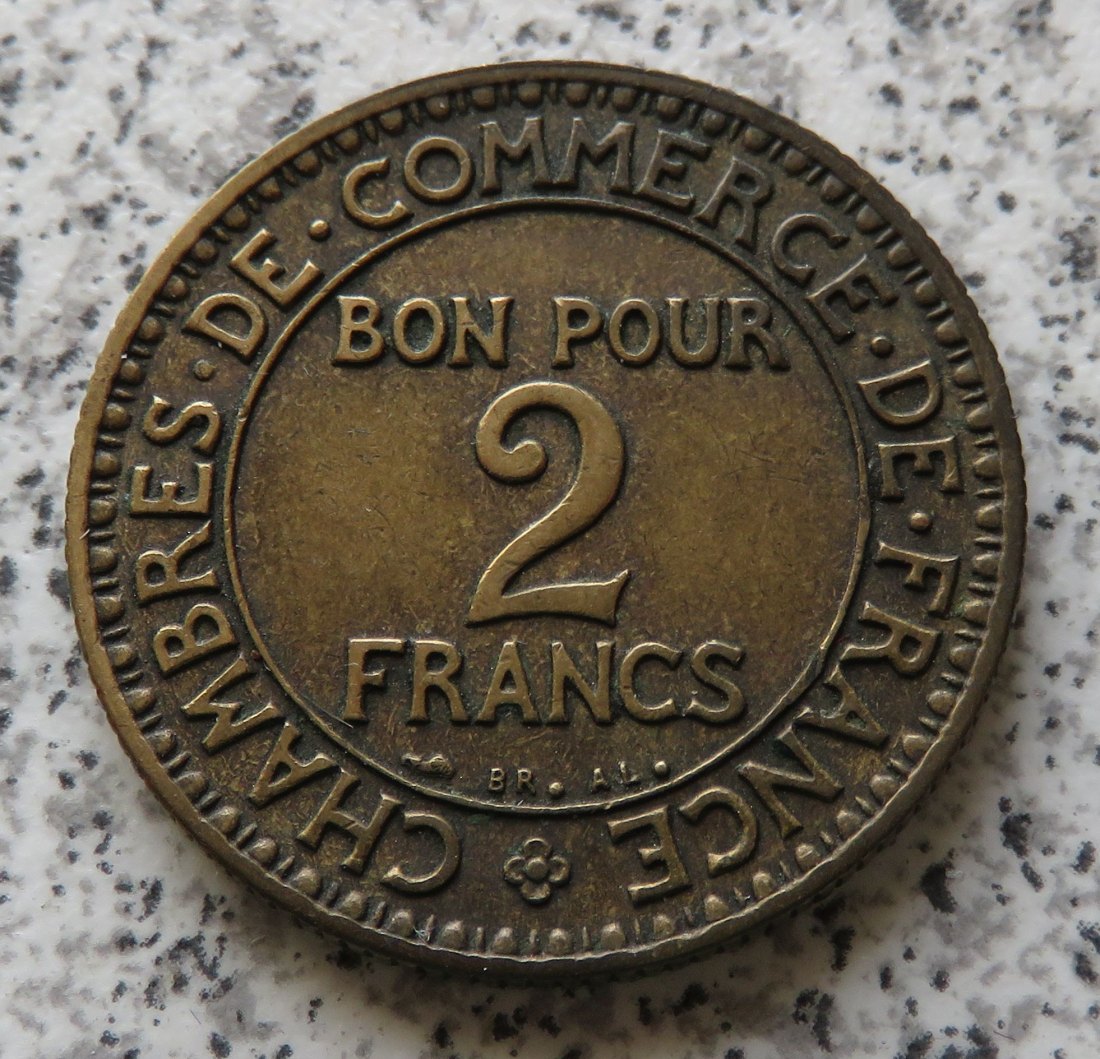 CHAMBRES · DE · COMMERCE · DE · FRANCE
BON POUR
2
FRANCS
BR. AL.